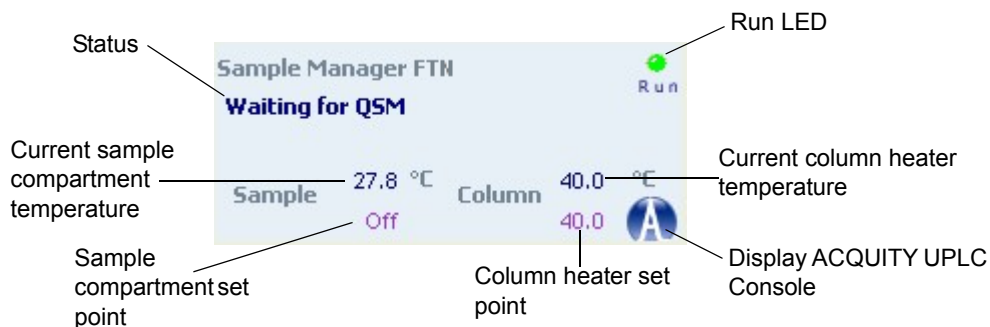 Run LED
Status
Sample Manager FTN
Run
Waiting for QSM
Current sample
compartment
temperature
Current column heater
temperature
27.8 °C
40.0 °C
Sample
Column
Off
40.0
Sample
compartment set
point
Column heater set
point
Display ACQUITY UPLC
Console